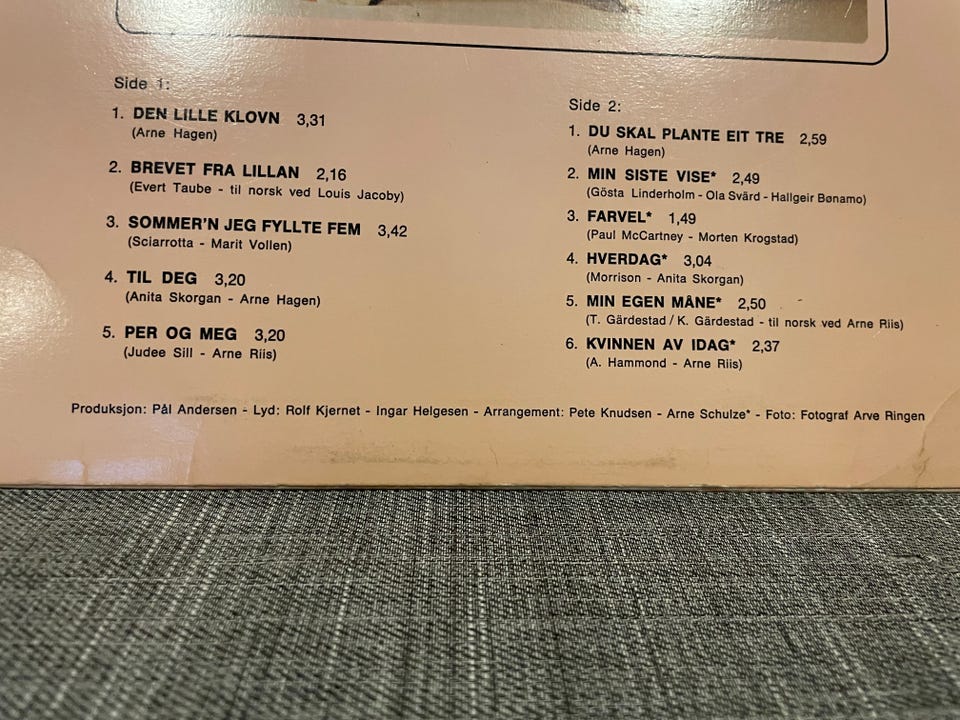 Side 1:
1. DEN LILLE KLOVN 3,31
(Arne Hagen)
2. BREVET FRA LILLAN 2,16
(Evert Taube - til norsk ved Louis Jacoby)
3. SOMMER'N JEG FYLLTE FEM 3,42
(Sciarrotta - Marit Vollen)
4. TIL DEG 3,20
(Anita Skorgan - Arne Hagen)
5. PER OG MEG 3,20
(Judee Sill - Arne Riis)
Side 2:
1. DU SKAL PLANTE EIT TRE 2,59
(Arne Hagen)
2. MIN SISTE VISE* 2,49
(Gösta Linderholm - Ola Svärd - Hallgeir Bønamo)
3. FARVEL* 1,49
(Paul McCartney - Morten Krogstad)
4. HVERDAG* 3,04
(Morrison - Anita Skorgan)
5. MIN EGEN MÅNE* 2,50
(T. Gärdestad / K. Gärdestad - til norsk ved Arne Riis)
6. KVINNEN AV IDAG* 2,37
(A. Hammond - Arne Riis)
Produksjon: Pål Andersen - Lyd: Rolf Kjernet - Ingar Helgesen - Arrangement: Pete Knudsen - Arne Schulze* - Foto: Fotograf Arve Ringen